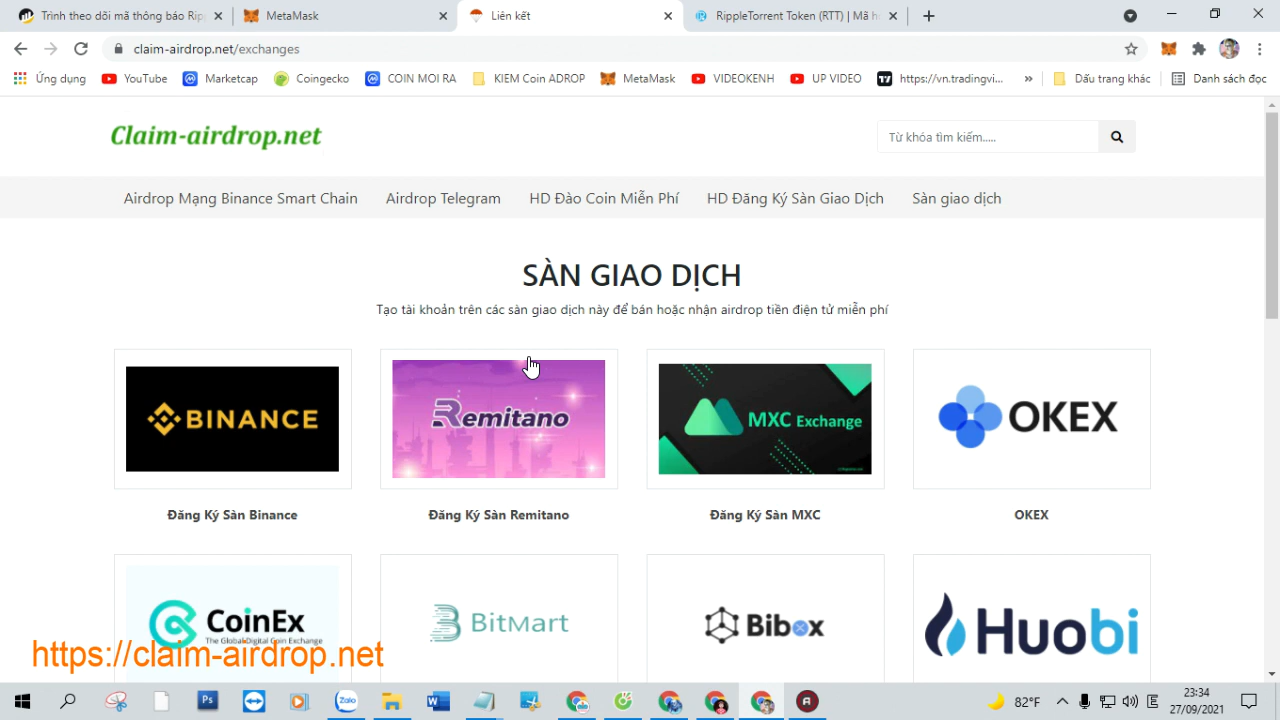 Trình theo dõi mã thông báo Rip
MetaMask
Liên kết
RippleTorrent Token (RTT) | Mã h
claim-airdrop.net/exchanges
Ứng dụng
YouTube
Marketcap
Coingecko
COIN MOI RA
KIEM Coin ADROP
MetaMask
VIDEOKENH
UP VIDEO
https://vn.tradingvi...
»
Dấu trang khác
Danh sách đọc
Claim-airdrop.net
Từ khóa tìm kiếm.....
Airdrop Mạng Binance Smart Chain
Airdrop Telegram
HD Đào Coin Miễn Phí
HD Đăng Ký Sàn Giao Dịch
Sàn giao dịch
SÀN GIAO DỊCH
Tạo tài khoản trên các sàn giao dịch này để bán hoặc nhận airdrop tiền điện tử miễn phí
BINANCE
Remitano
MXC Exchange
OKEX
Đăng Ký Sàn Binance
Đăng Ký Sàn Remitano
Đăng Ký Sàn MXC
OKEX
CoinEx
The Global Digital Coin Exchange
BitMart
Bibox
Huobi
https://claim-airdrop.net
Ps
Zalo
W
A
82°F
E
23:34
27/09/2021